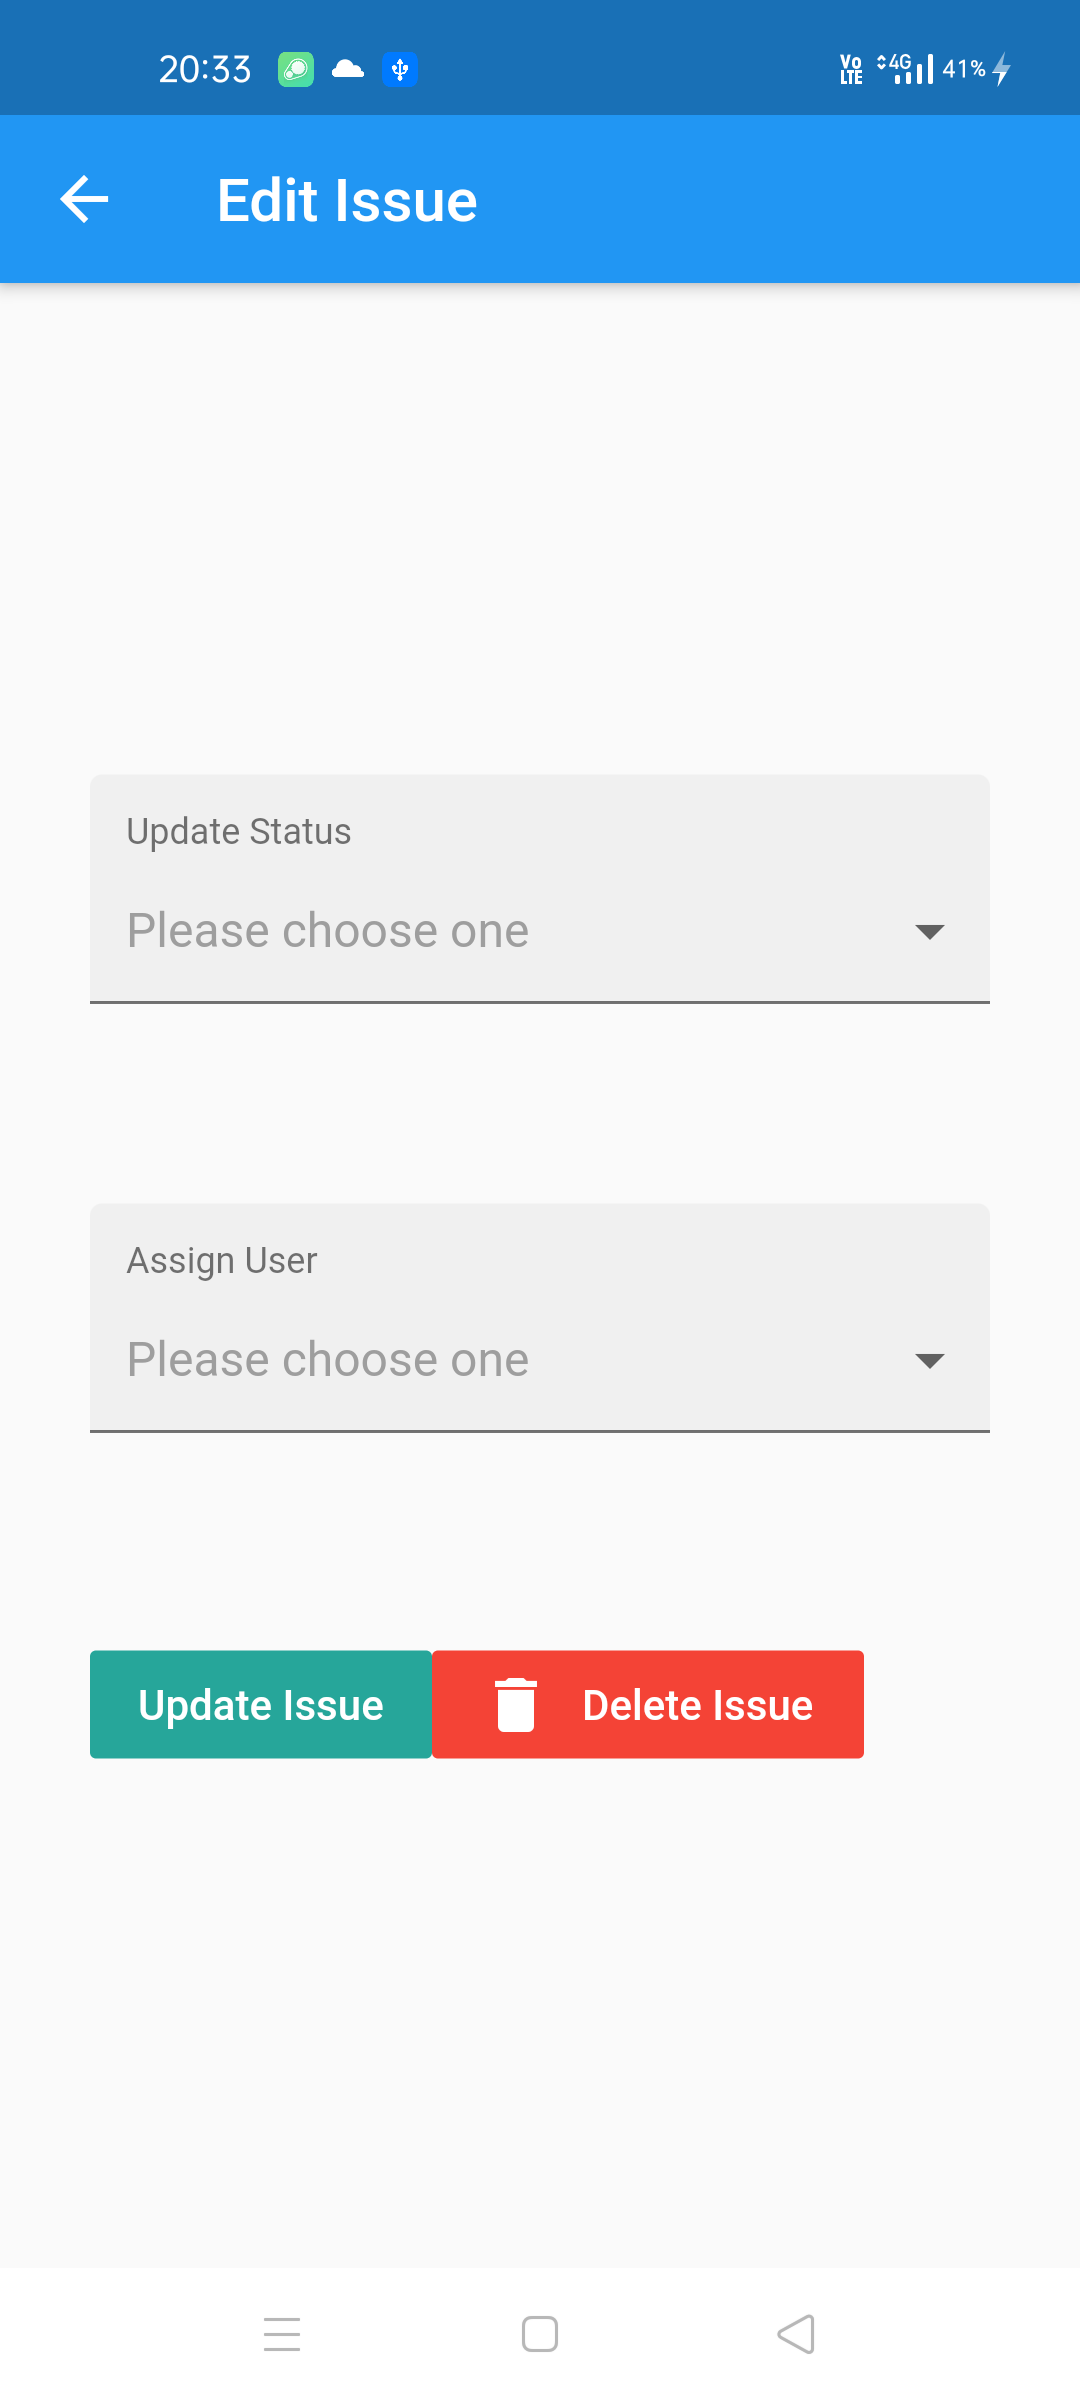 20:33 Vo LTE 4G 41%
Edit Issue
Update Status
Please choose one
Assign User
Please choose one
Update Issue Delete Issue